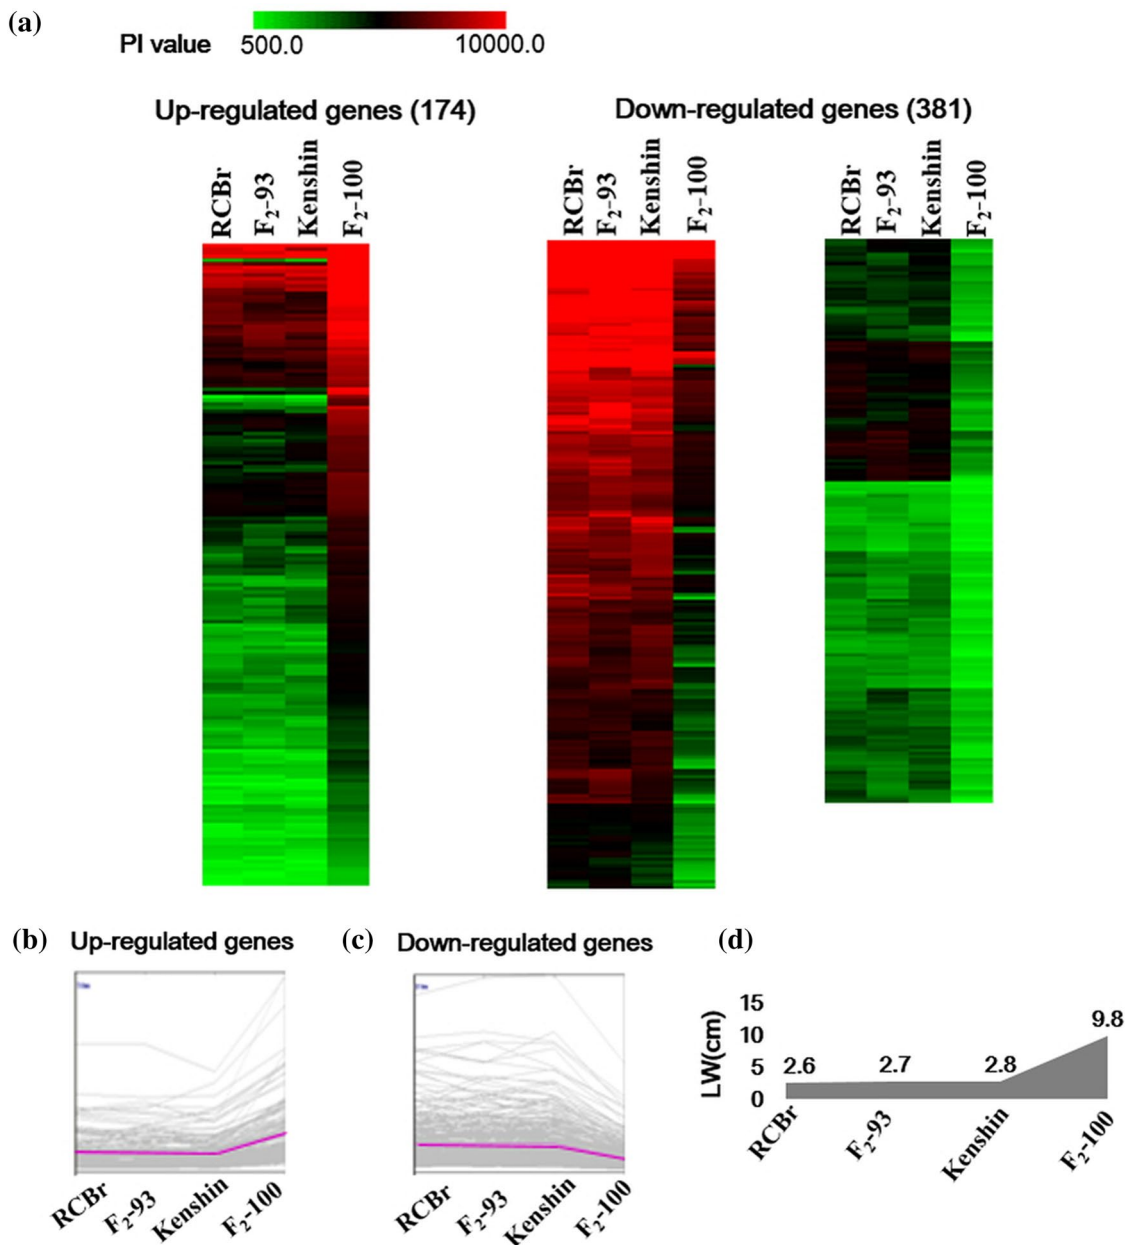 (a)
PI value 500.0 10000.0
Up-regulated genes (174)
Down-regulated genes (381)
RCBr F₂-93 Kenshin F₂-100
RCBr F₂-93 Kenshin F₂-100
RCBr F₂-93 Kenshin F₂-100
(b) Up-regulated genes
RCBr F₂-93 Kenshin F₂-100
(c) Down-regulated genes
RCBr F₂-93 Kenshin F₂-100
(d)
LW(cm)
15
10
5
0
2.6 2.7 2.8 9.8
RCBr F₂-93 Kenshin F₂-100